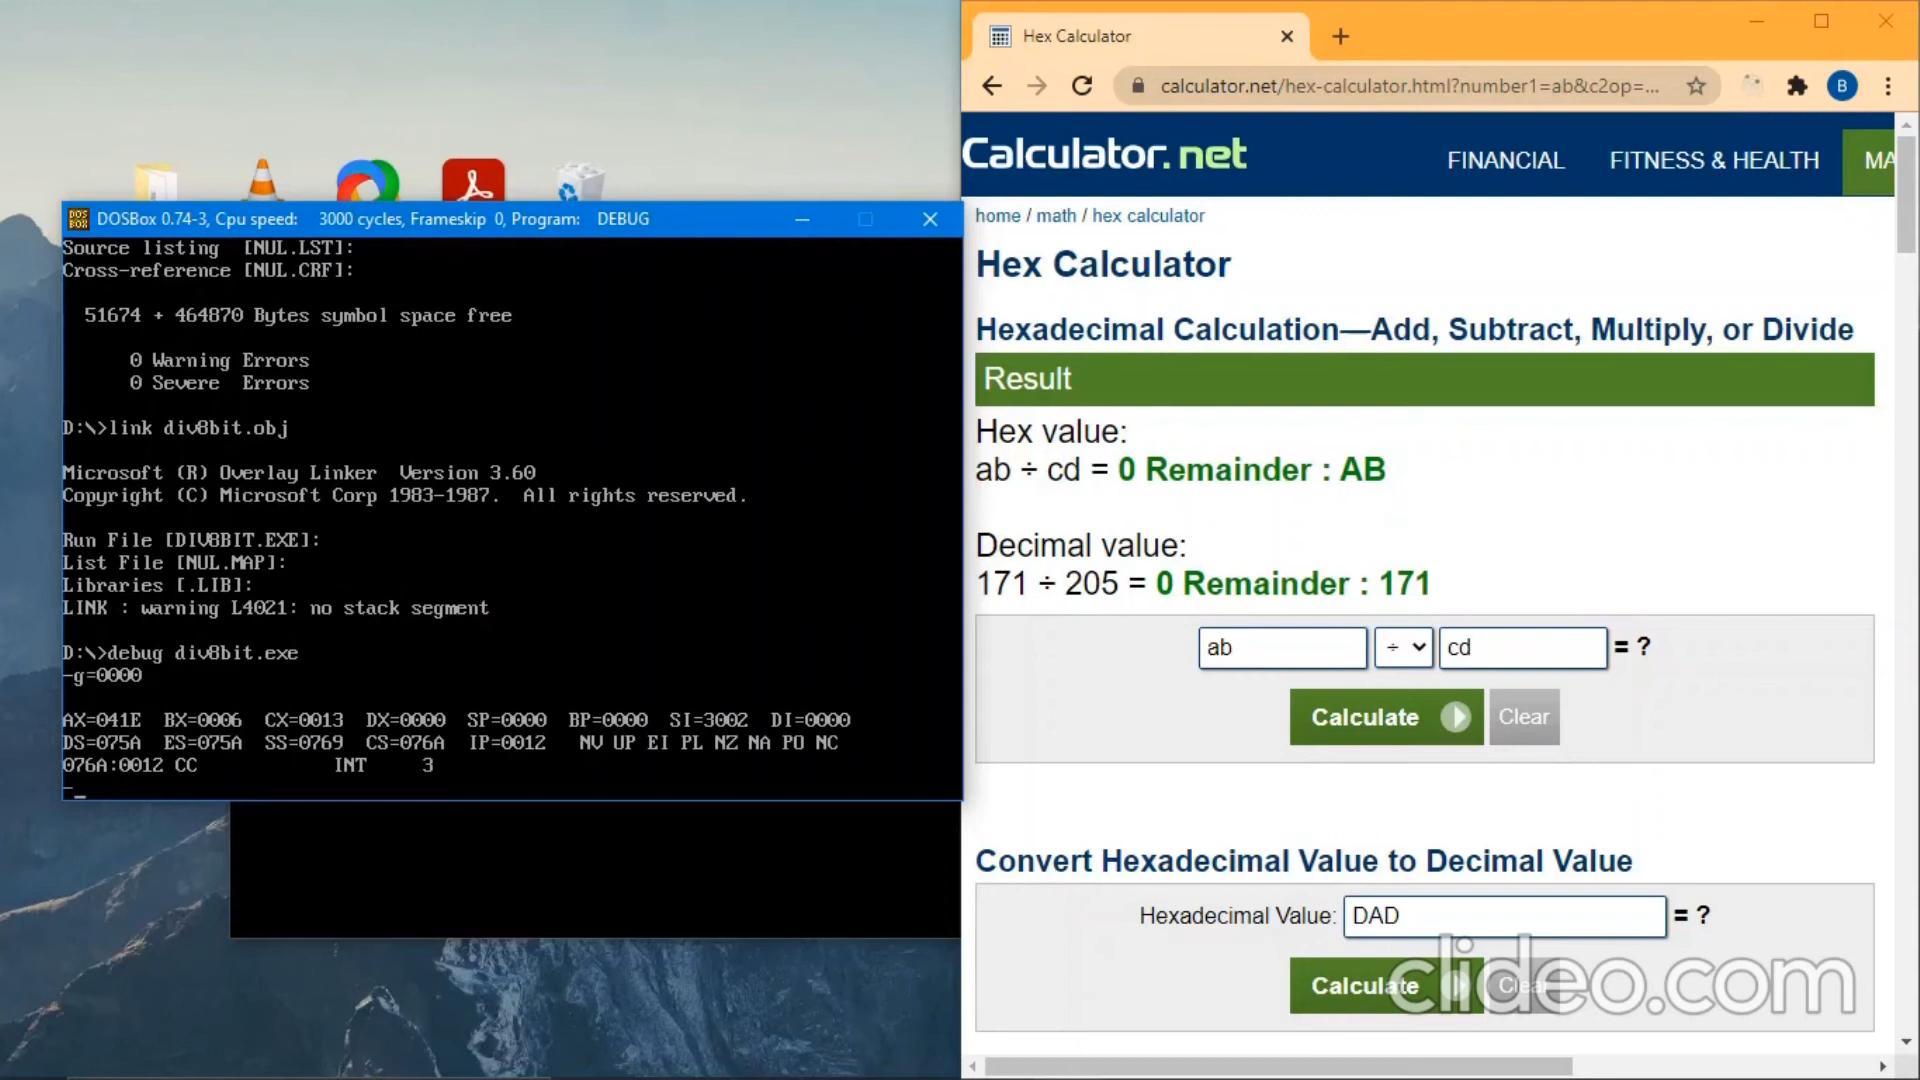 DOSBox 0.74-3, Cpu speed: 3000 cycles, Frameskip 0, Program: DEBUG
Source listing [NUL.LST]:
Cross-reference [NUL.CRF]:
51674 + 464870 Bytes symbol space free
0 Warning Errors
0 Severe Errors
D:\>link div8bit.obj
Microsoft (R) Overlay Linker Version 3.60
Copyright (C) Microsoft Corp 1983-1987. All rights reserved.
Run File [DIV8BIT.EXE]:
List File [NUL.MAP]:
Libraries [.LIB]:
LINK : warning L4021: no stack segment
D:\>debug div8bit.exe
-g=0000
AX=041E BX=0006 CX=0013 DX=0000 SP=0000 BP=0000 SI=3002 DI=0000
DS=075A ES=075A SS=0769 CS=076A IP=0012 NV UP EI PL NZ NA PO NC
076A:0012 CC INT 3
-_
Hex Calculator
calculator.net/hex-calculator.html?number1=ab&c2op=...
B
Calculator.net
FINANCIAL FITNESS & HEALTH MA
home / math / hex calculator
Hex Calculator
Hexadecimal Calculation—Add, Subtract, Multiply, or Divide
Result
Hex value:
ab ÷ cd = 0 Remainder : AB
Decimal value:
171 ÷ 205 = 0 Remainder : 171
ab ÷ cd = ?
Calculate Clear
Convert Hexadecimal Value to Decimal Value
Hexadecimal Value: DAD = ?
Calculate Clear
clideo.com